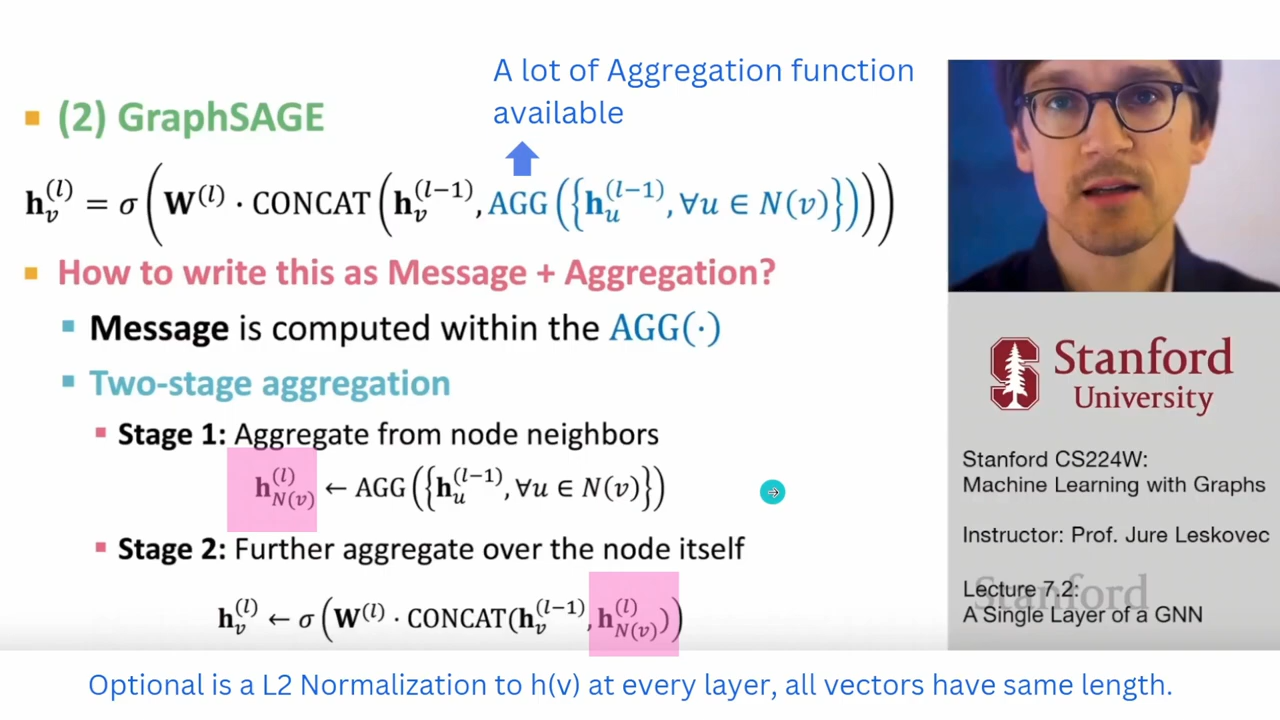 A lot of Aggregation function
available
(2) GraphSAGE
𝐡_v^{(l)} = σ(𝐖^{(l)} · CONCAT(𝐡_v^{(l−1)}, AGG({𝐡_u^{(l−1)}, ∀u ∈ N(v)})))
How to write this as Message + Aggregation?
Message is computed within the AGG(·)
Two-stage aggregation
Stage 1: Aggregate from node neighbors
𝐡_{N(v)}^{(l)} ← AGG({𝐡_u^{(l−1)}, ∀u ∈ N(v)})
Stage 2: Further aggregate over the node itself
𝐡_v^{(l)} ← σ(𝐖^{(l)} · CONCAT(𝐡_v^{(l−1)}, 𝐡_{N(v)}^{(l)}))
Optional is a L2 Normalization to h(v) at every layer, all vectors have same length.
Stanford
University
Stanford CS224W:
Machine Learning with Graphs
Instructor: Prof. Jure Leskovec
Stanford
Lecture 7.2:
A Single Layer of a GNN